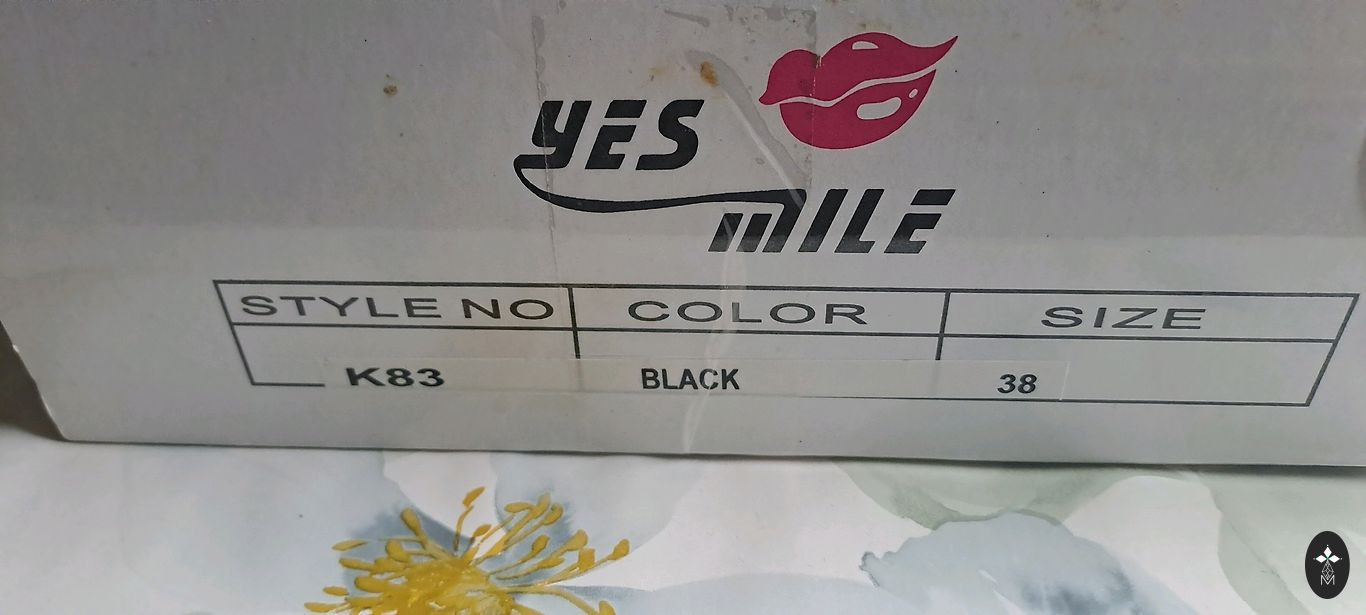 YES
MILE
STYLE NO COLOR SIZE
K83 BLACK 38
M